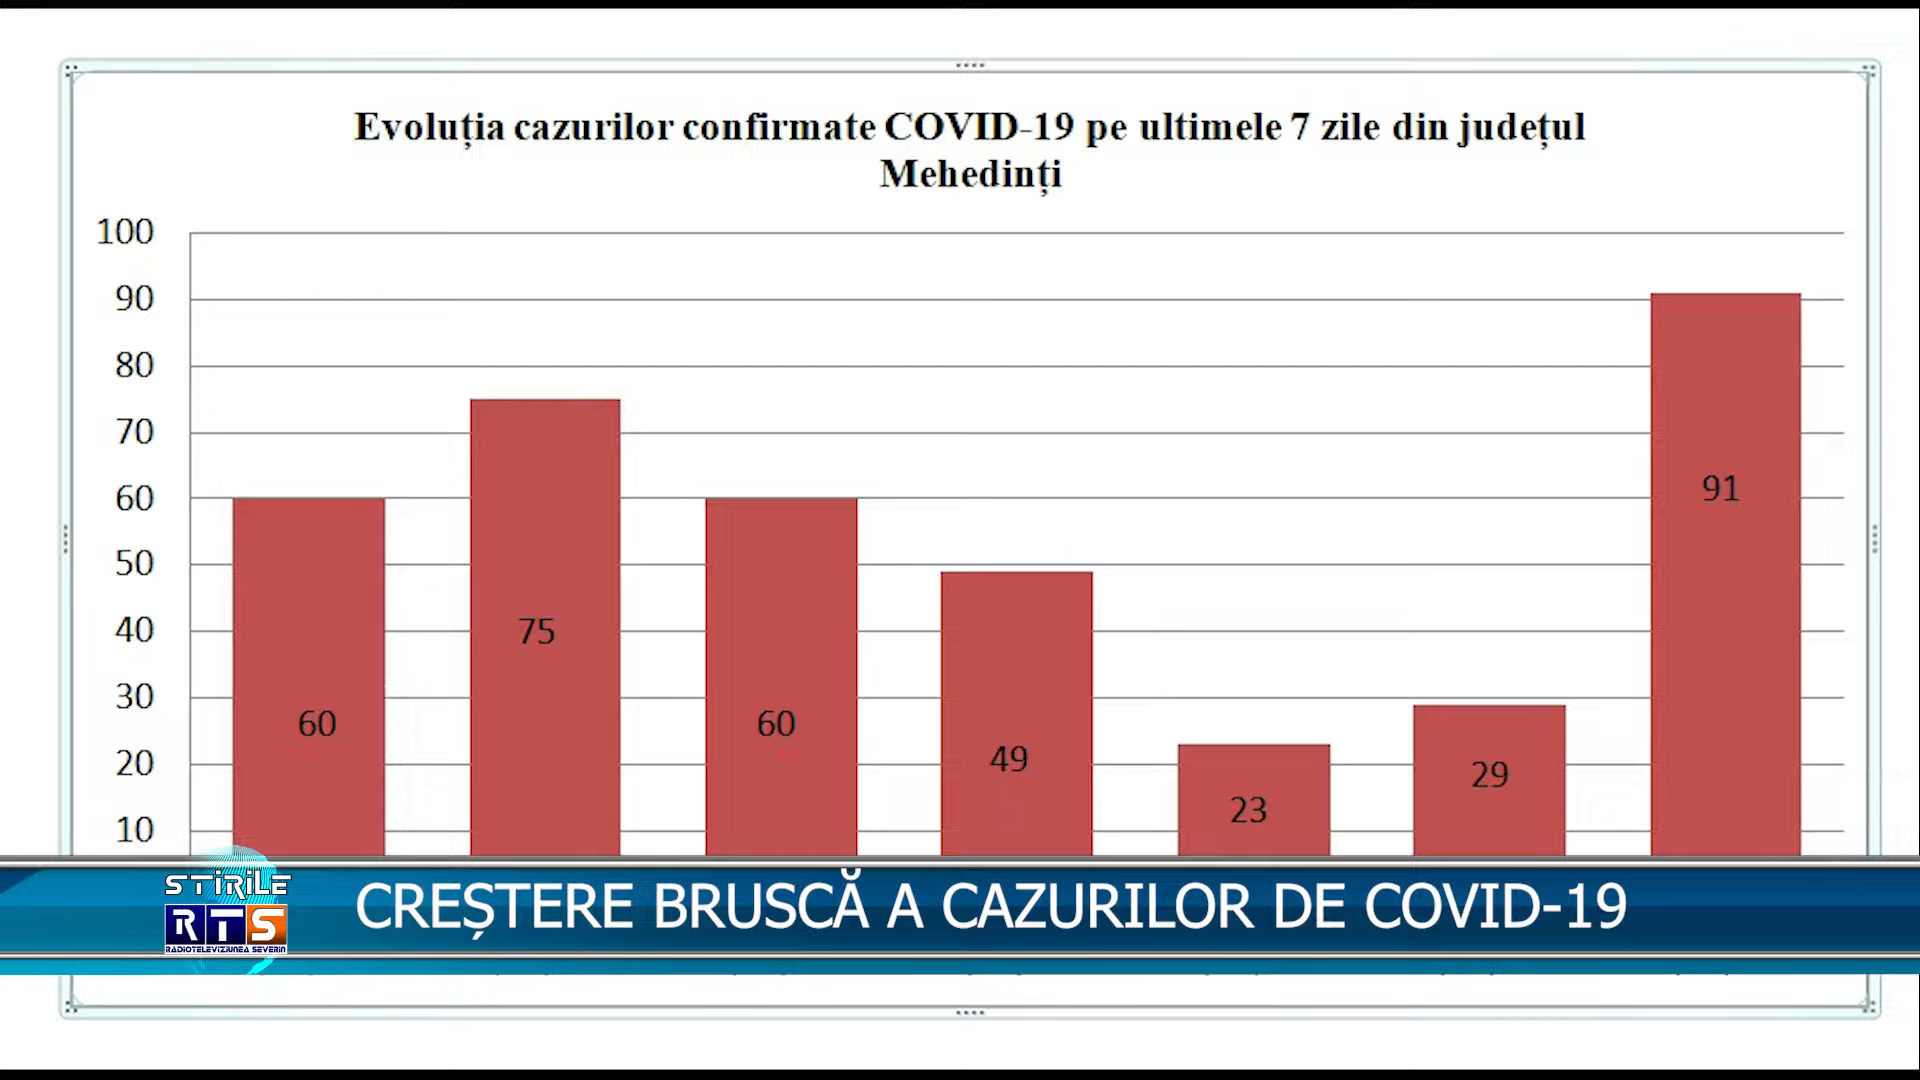 Evoluția cazurilor confirmate COVID-19 pe ultimele 7 zile din județul
Mehedinți
100
90
80
70
60
50
40
30
20
10
60
75
60
49
23
29
91
ȘTIRILE
RTS
RADIOTELEVIZIUNEA SEVERIN
CREȘTERE BRUSCĂ A CAZURILOR DE COVID-19